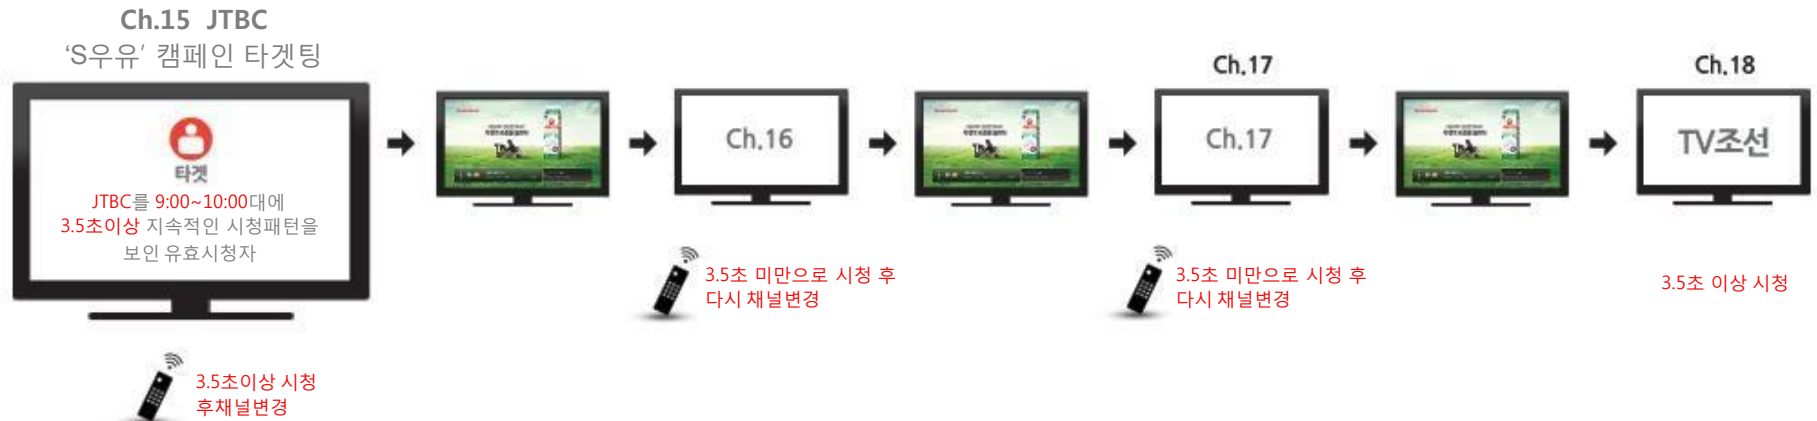 Ch.15 JTBC
‘S우유’ 캠페인 타겟팅
타겟
JTBC를 9:00~10:00대에
3.5초이상 지속적인 시청패턴을
보인 유효시청자
3.5초이상 시청
후채널변경
Ch.16
3.5초 미만으로 시청 후
다시 채널변경
Ch.17
Ch.17
3.5초 미만으로 시청 후
다시 채널변경
Ch.18
TV조선
3.5초 이상 시청